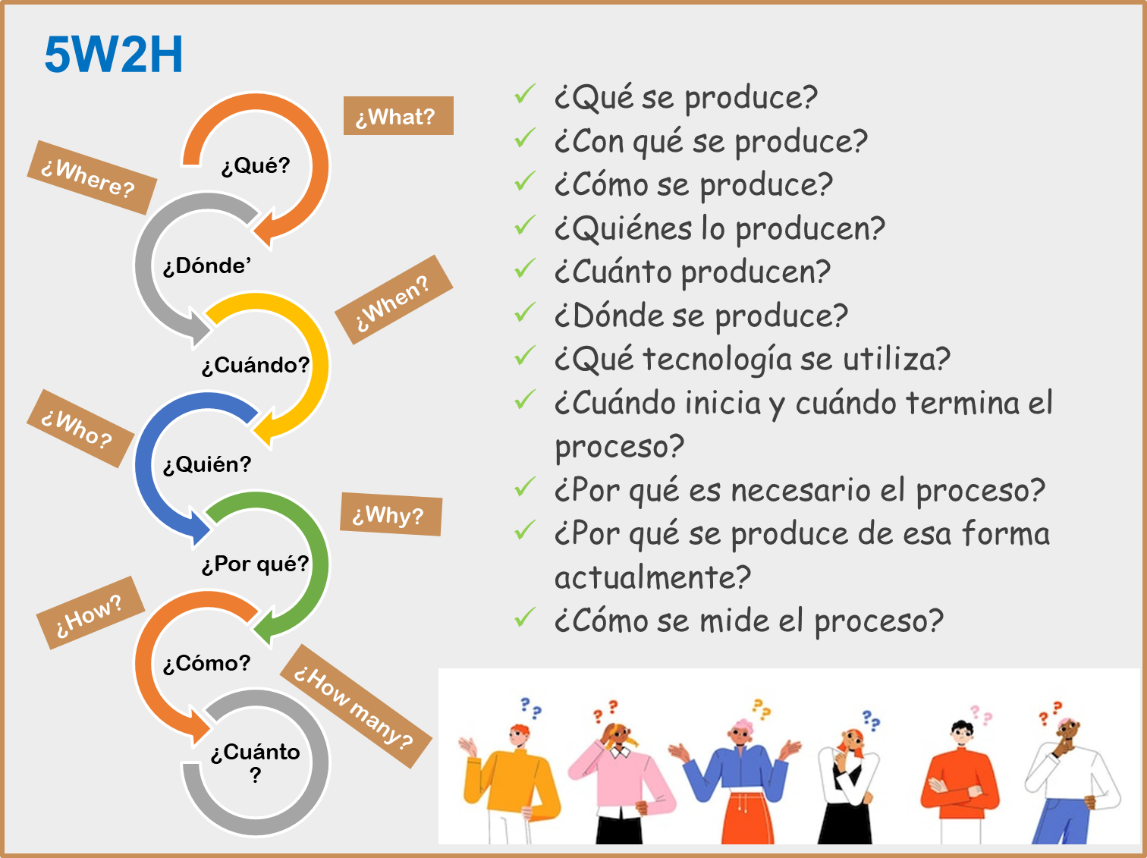 5W2H
¿What?
¿Qué?
¿Where?
¿Dónde’
¿When?
¿Cuándo?
¿Who?
¿Quién?
¿Why?
¿Por qué?
¿How?
¿Cómo?
¿How many?
¿Cuánto
?
¿Qué se produce?
¿Con qué se produce?
¿Cómo se produce?
¿Quiénes lo producen?
¿Cuánto producen?
¿Dónde se produce?
¿Qué tecnología se utiliza?
¿Cuándo inicia y cuándo termina el
proceso?
¿Por qué es necesario el proceso?
¿Por qué se produce de esa forma
actualmente?
¿Cómo se mide el proceso?
??
??
??
??
??
??